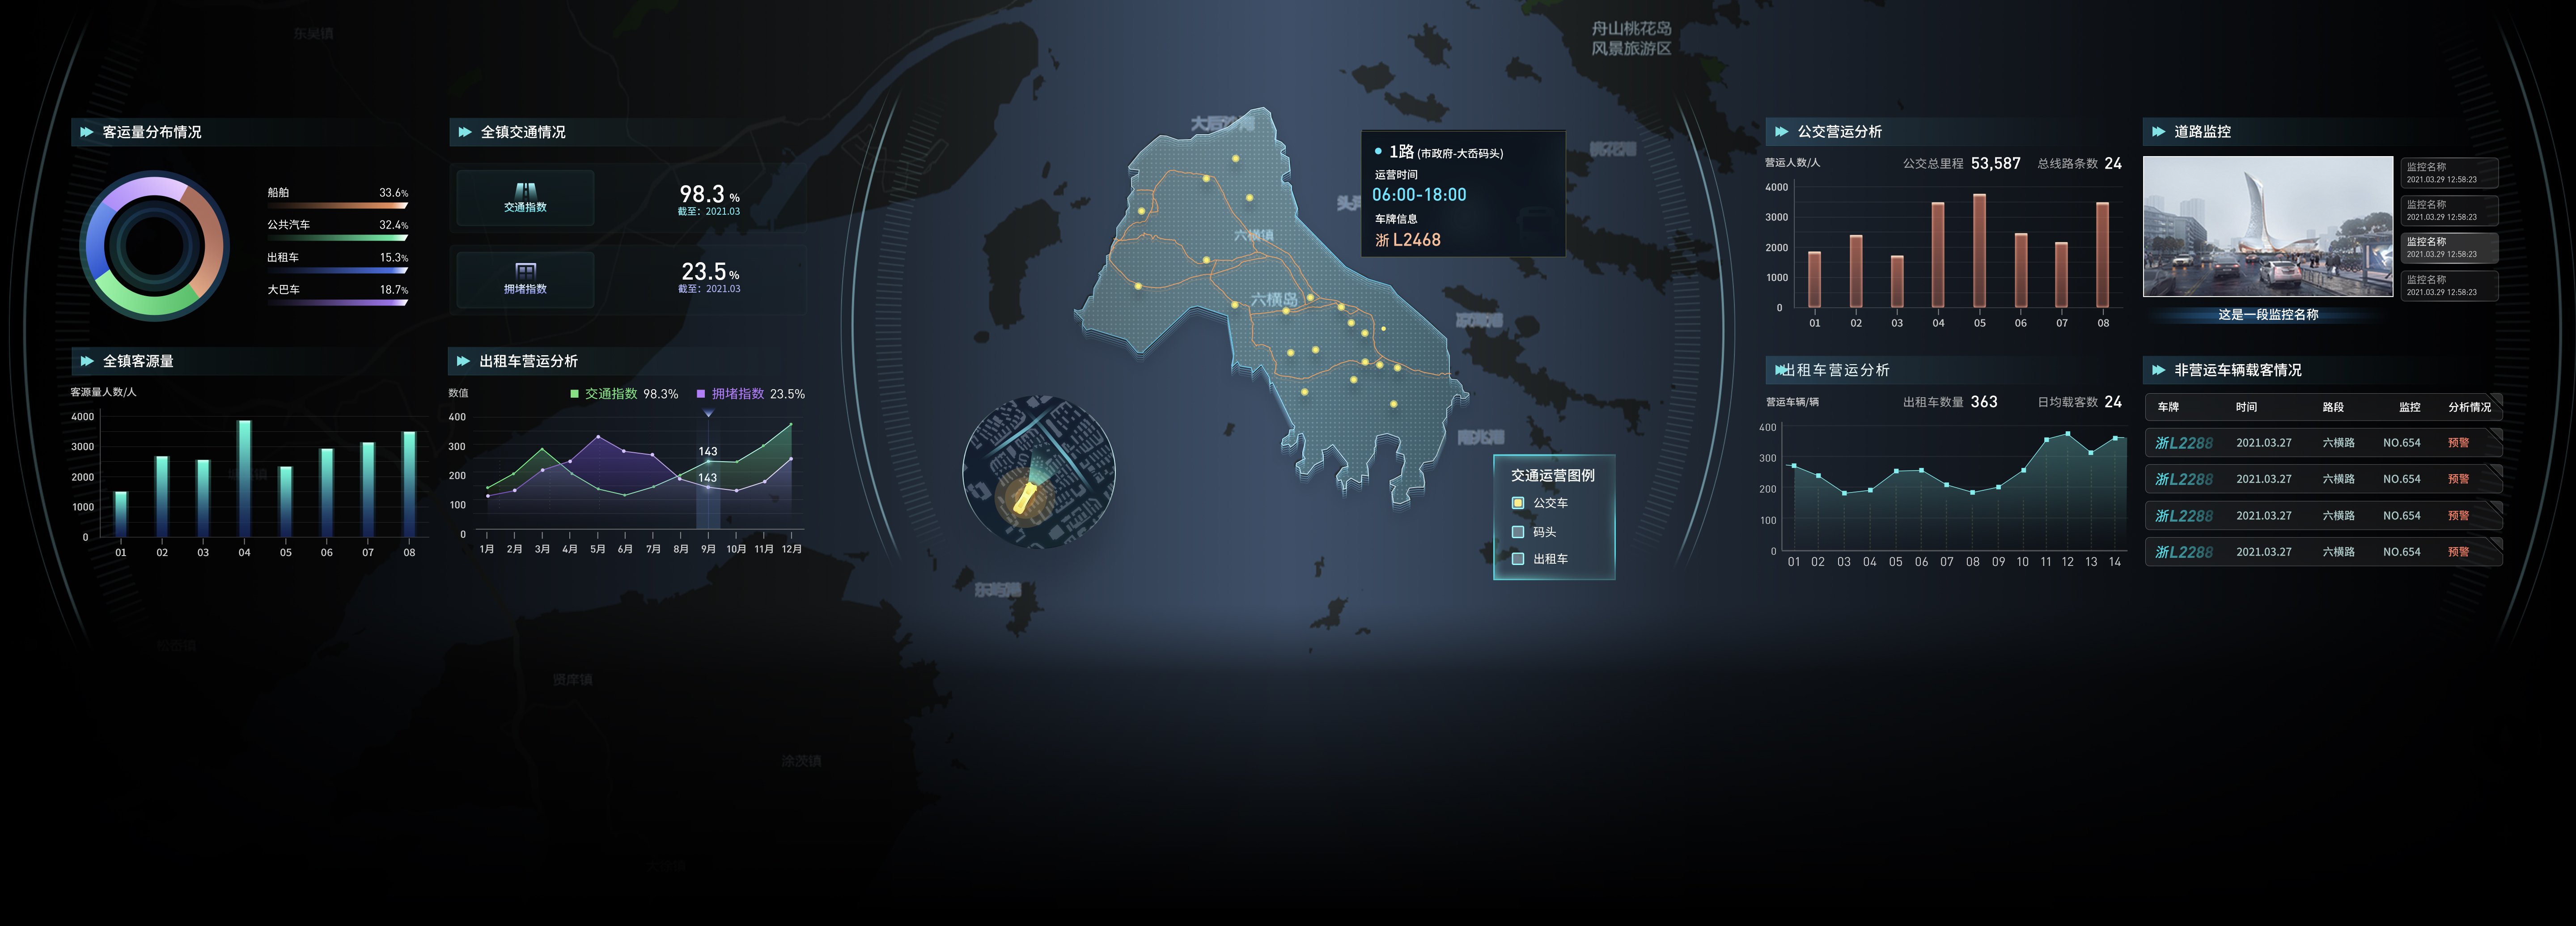 东吴镇
舟山桃花岛
风景旅游区
客运量分布情况
船舶 33.6%
公共汽车 32.4%
出租车 15.3%
大巴车 18.7%
全镇交通情况
交通指数
98.3 %
截至：2021.03
拥堵指数
23.5 %
截至：2021.03
全镇客源量
客源量人数/人
4000
3000
2000
1000
0
01 02 03 04 05 06 07 08
出租车营运分析
数值
交通指数 98.3%
拥堵指数 23.5%
400
300
200
100
0
143
143
1月 2月 3月 4月 5月 6月 7月 8月 9月 10月 11月 12月
六横镇
六横岛
1路 (市政府-大岙码头)
运营时间
06:00-18:00
车牌信息
浙 L2468
交通运营图例
公交车
码头
出租车
贤庠镇
涂茨镇
公交营运分析
营运人数/人
公交总里程 53,587
总线路条数 24
4000
3000
2000
1000
0
01 02 03 04 05 06 07 08
出租车营运分析
营运车辆/辆
出租车数量 363
日均载客数 24
400
300
200
100
0
01 02 03 04 05 06 07 08 09 10 11 12 13 14
道路监控
监控名称
2021.03.29 12:58:23
监控名称
2021.03.29 12:58:23
监控名称
2021.03.29 12:58:23
监控名称
2021.03.29 12:58:23
这是一段监控名称
非营运车辆载客情况
车牌 时间 路段 监控 分析情况
浙L2288 2021.03.27 六横路 NO.654 预警
浙L2288 2021.03.27 六横路 NO.654 预警
浙L2288 2021.03.27 六横路 NO.654 预警
浙L2288 2021.03.27 六横路 NO.654 预警